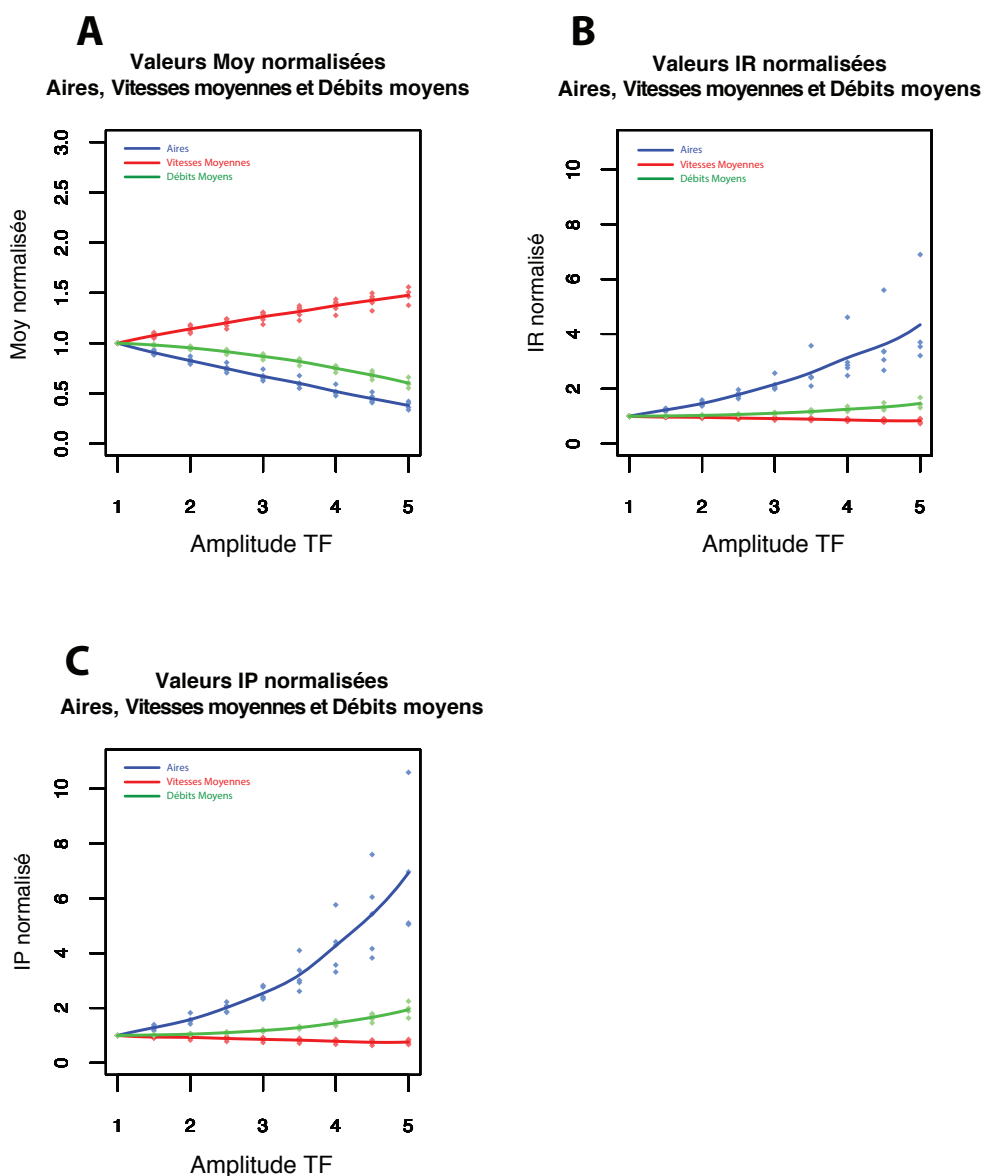 A
Valeurs Moy normalisées
Aires, Vitesses moyennes et Débits moyens
Moy normalisée
3.0
2.5
2.0
1.5
1.0
0.5
0.0
Aires
Vitesses Moyennes
Débits Moyens
1 2 3 4 5
Amplitude TF
B
Valeurs IR normalisées
Aires, Vitesses moyennes et Débits moyens
IR normalisé
10
8
6
4
2
0
Aires
Vitesses Moyennes
Débits Moyens
1 2 3 4 5
Amplitude TF
C
Valeurs IP normalisées
Aires, Vitesses moyennes et Débits moyens
IP normalisé
10
8
6
4
2
0
Aires
Vitesses Moyennes
Débits Moyens
1 2 3 4 5
Amplitude TF